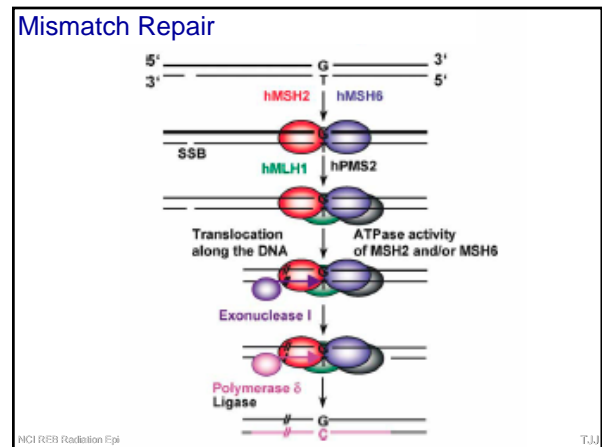 Mismatch Repair
5' G 3'
3' T 5'
hMSH2 hMSH6
G
SSB
hMLH1 hPMS2
G
Translocation ATPase activity
along the DNA of MSH2 and/or MSH6
G
Exonuclease I
G
Polymerase δ
Ligase
G
C
NCI REB Radiation Epi T.J.J